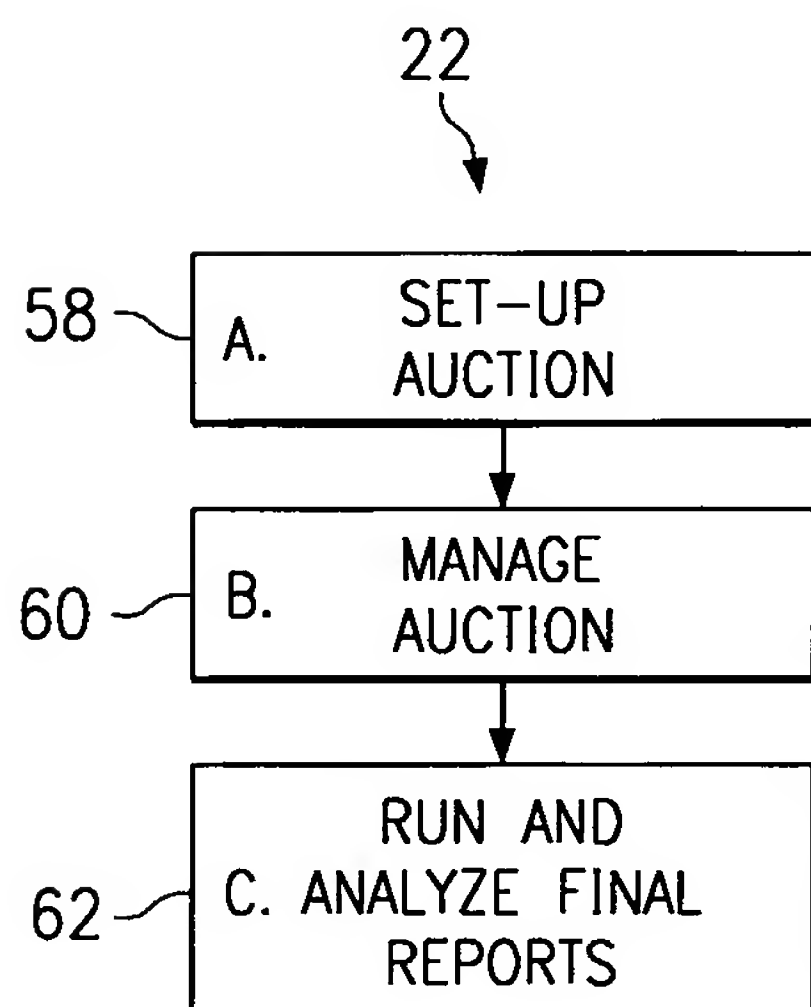 22
58
A. SET-UP
AUCTION
60
B. MANAGE
AUCTION
62
RUN AND
C. ANALYZE FINAL
REPORTS